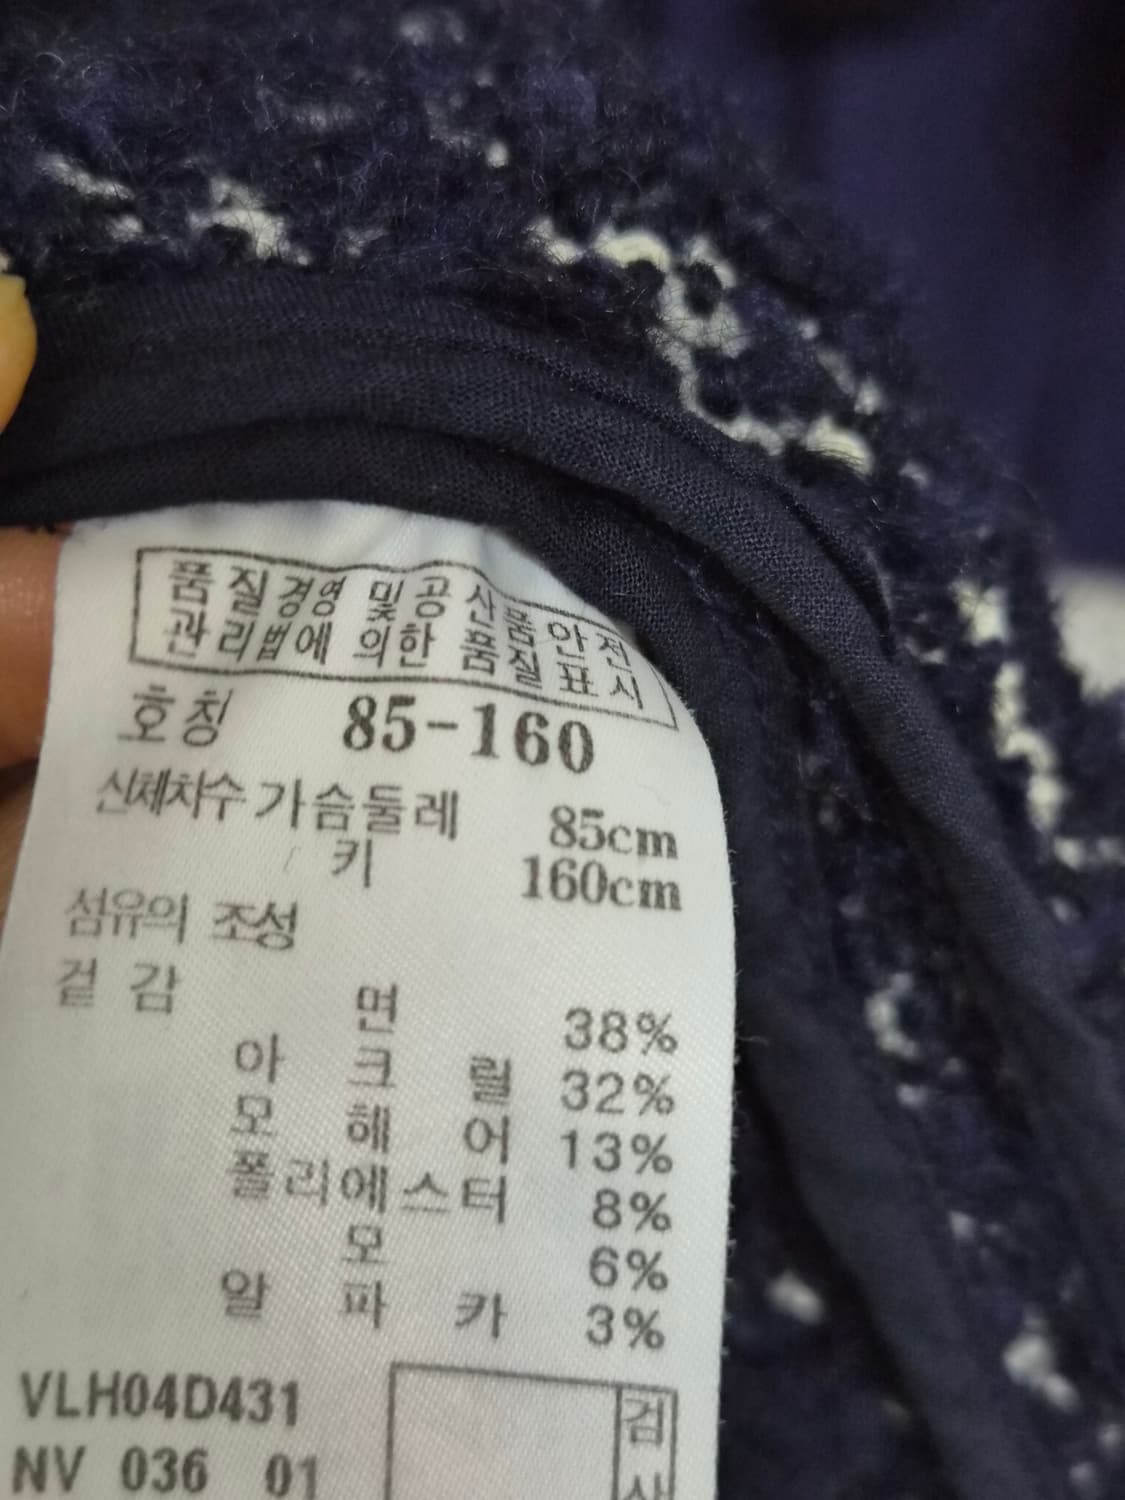 품질경영 및 공산품안전
관리법에 의한 품질표시
호칭 85-160
신체치수 가슴둘레 85cm
키 160cm
섬유의 조성
겉 감
면 38%
아 크 릴 32%
모 헤 어 13%
폴리에스터 8%
모 6%
알 파 카 3%
VLH04D431
NV 036 01
검
사